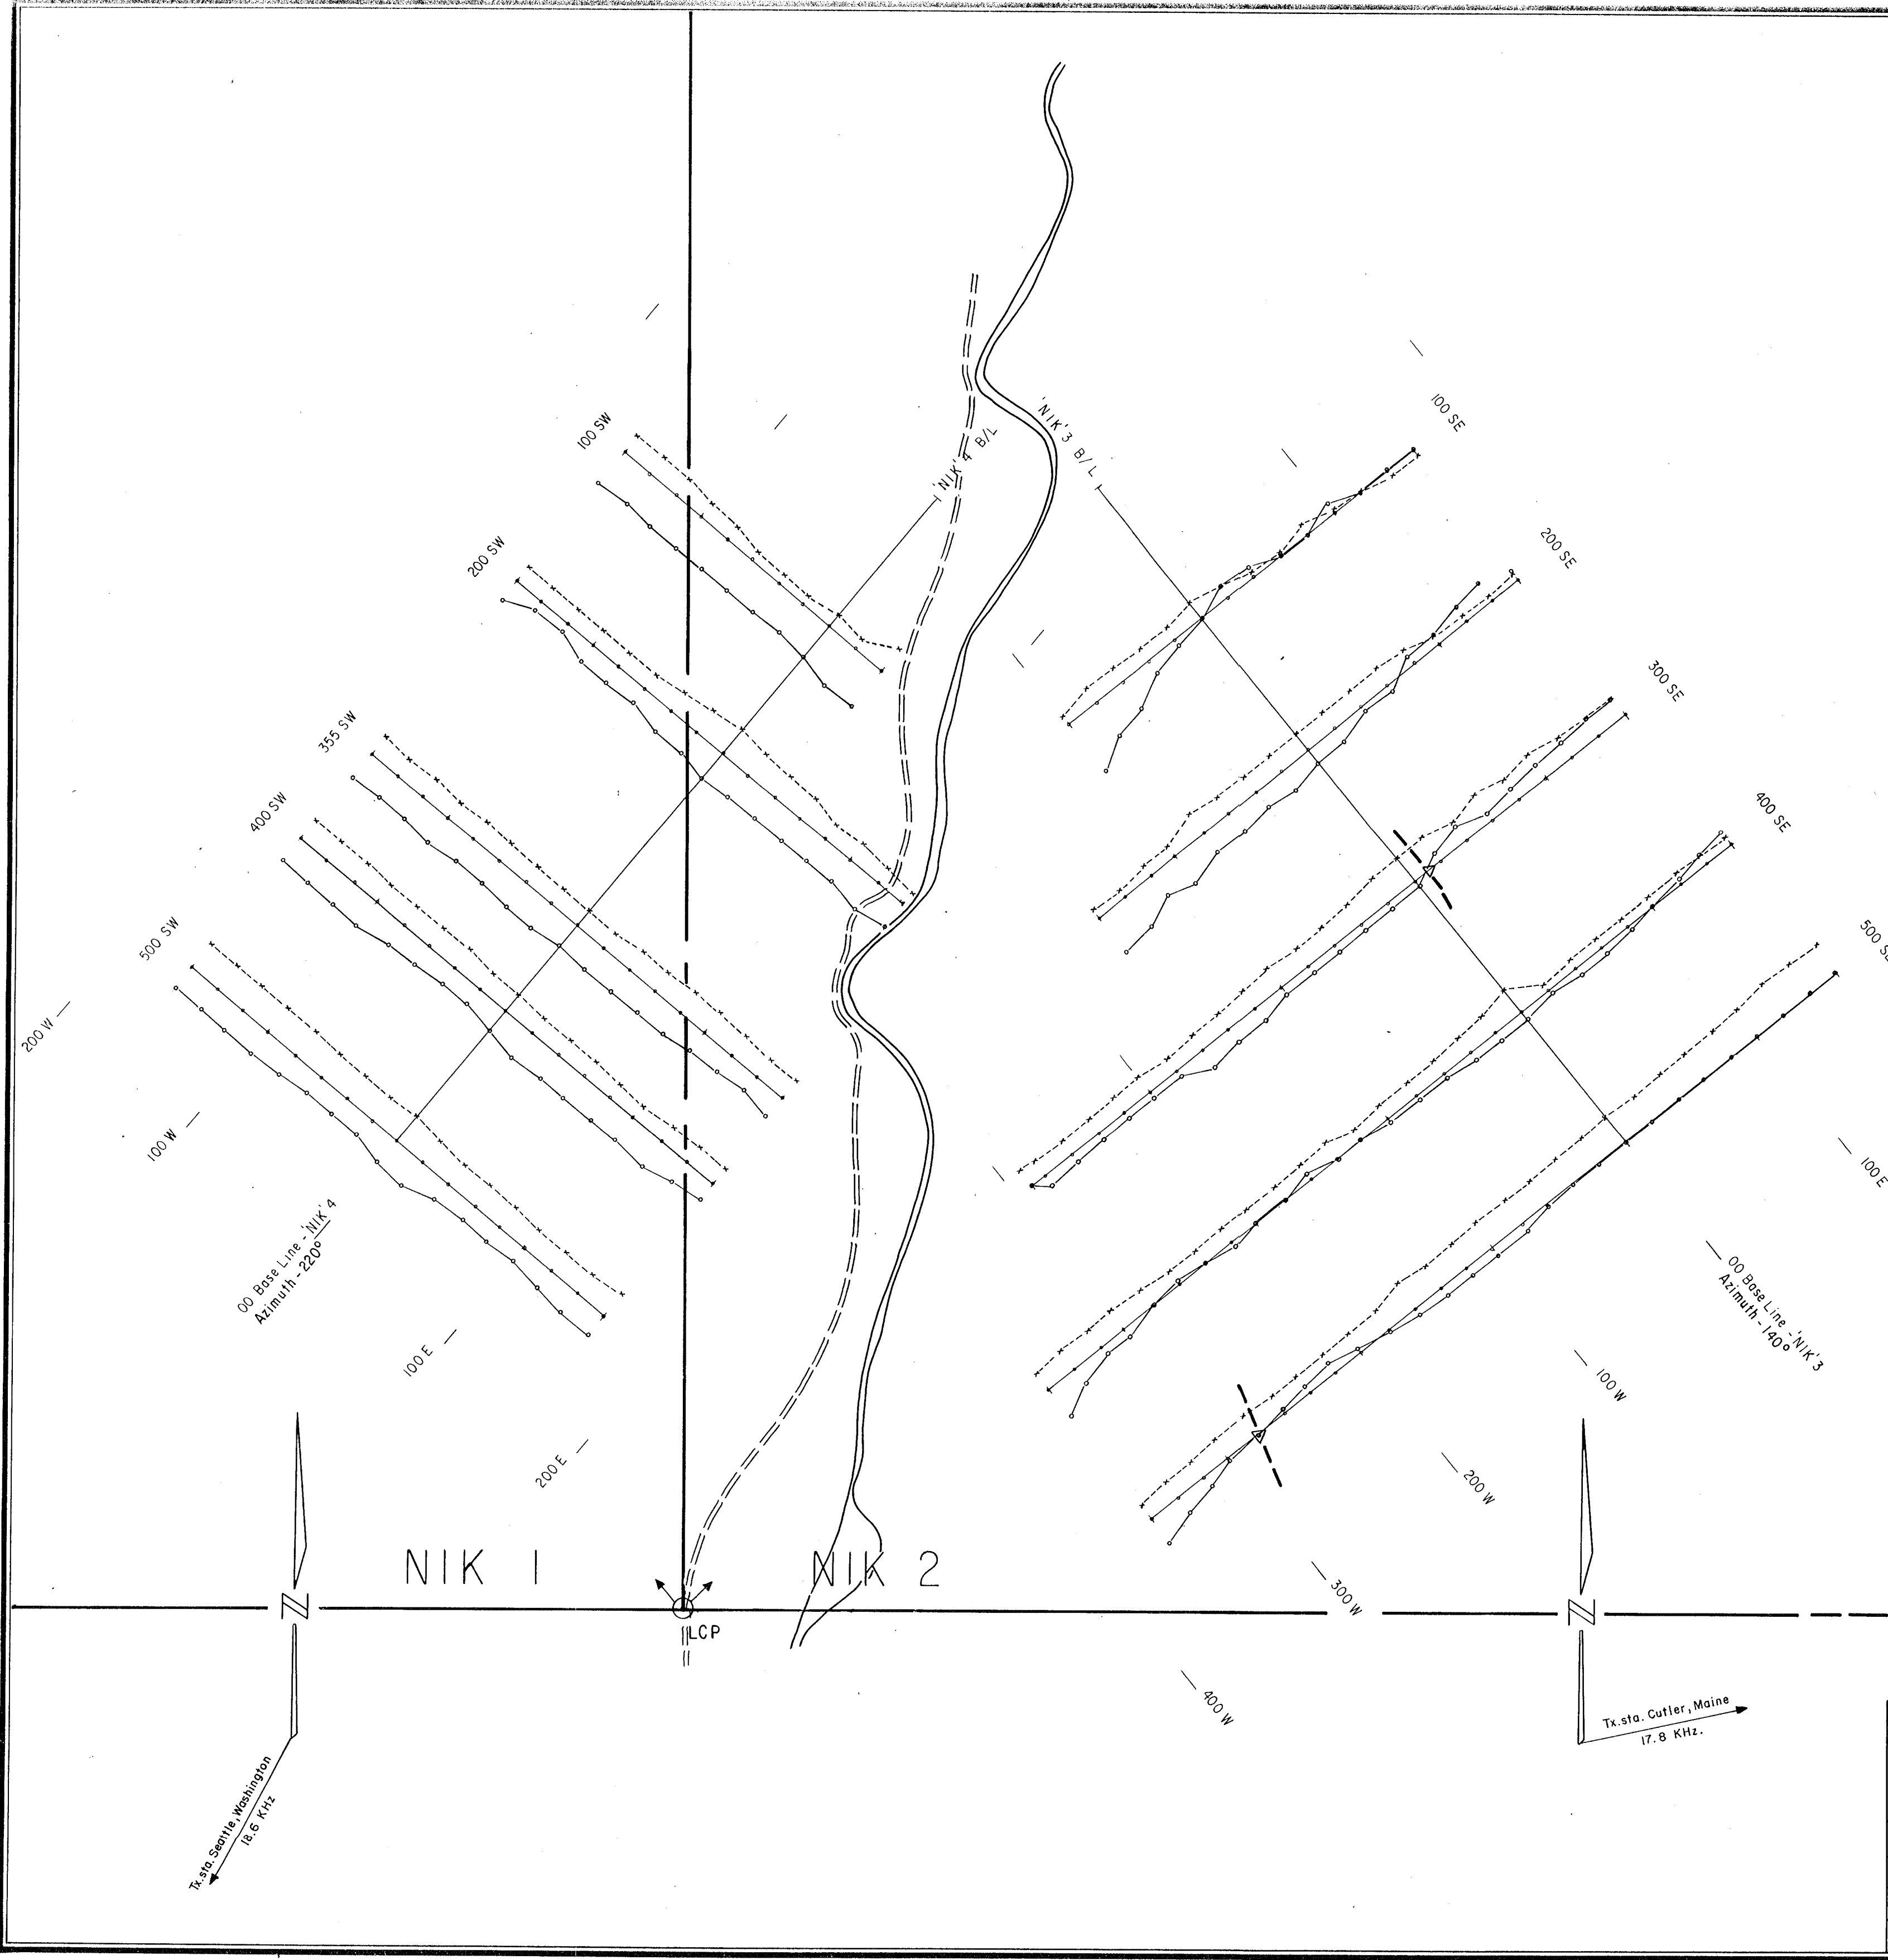 100 SW
200 SW
355 SW
400 SW
500 SW
'NIK' 4 B/L
'NIK' 3 B/L
100 SE
200 SE
300 SE
400 SE
500
200 W
100 W
00 Base Line - 'NIK' 4
Azimuth - 220°
100 E
200 E
100 E
00 Base Line - 'NIK' 3
Azimuth - 140°
100 W
200 W
300 W
400 W
NIK 1
NIK 2
LCP
N
N
Tx.sta. Seattle, Washington
18.6 KHz
Tx.sta. Cutler, Maine
17.8 KHz.